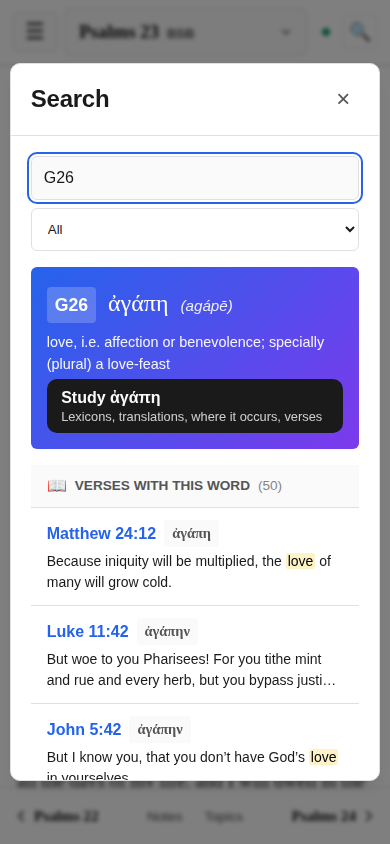 Psalms 23 BSB
Search
×
G26
All
G26 ἀγάπη (agápē)
love, i.e. affection or benevolence; specially
(plural) a love-feast
Study ἀγάπη
Lexicons, translations, where it occurs, verses
VERSES WITH THIS WORD (50)
Matthew 24:12 ἀγάπη
Because iniquity will be multiplied, the love of
many will grow cold.
Luke 11:42 ἀγάπην
But woe to you Pharisees! For you tithe mint
and rue and every herb, but you bypass justi…
John 5:42 ἀγάπην
But I know you, that you don’t have God’s love
in yourselves
Psalms 22 Notes Topics Psalms 24